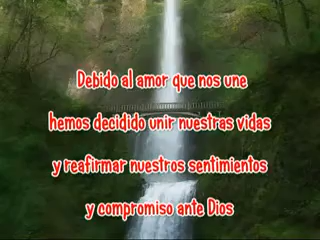 Debido al amor que nos une
hemos decidido unir nuestras vidas
y reafirmar nuestros sentimientos
y compromiso ante Dios